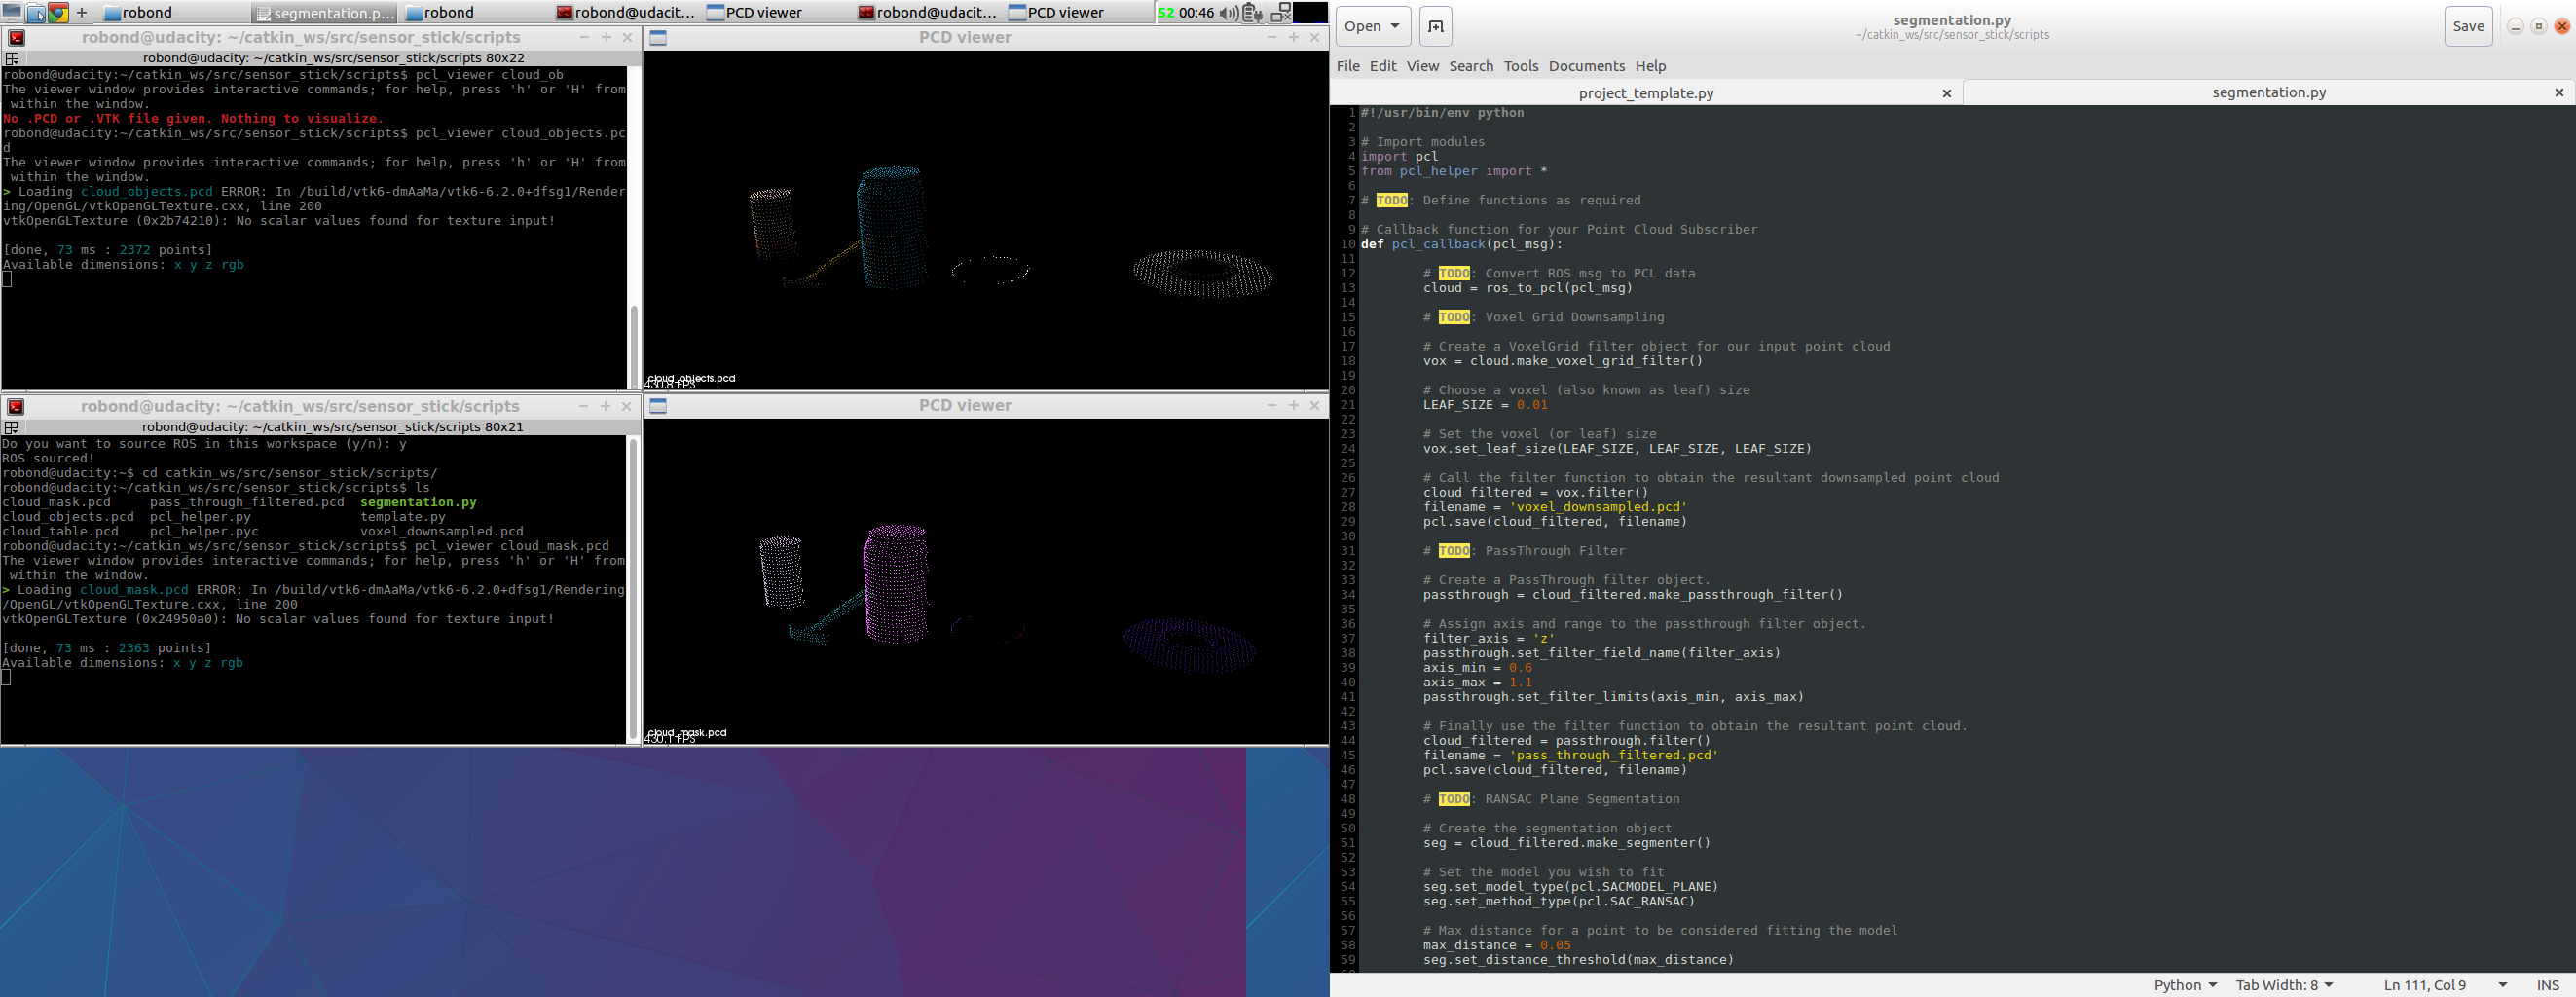 robond
segmentation.p...
robond
robond@udacit...
PCD viewer
robond@udacit...
PCD viewer
52 00:46
robond@udacity: ~/catkin_ws/src/sensor_stick/scripts
robond@udacity: ~/catkin_ws/src/sensor_stick/scripts 80x22
robond@udacity:~/catkin_ws/src/sensor_stick/scripts$ pcl_viewer cloud_ob
The viewer window provides interactive commands; for help, press 'h' or 'H' from
within the window.
No .PCD or .VTK file given. Nothing to visualize.
robond@udacity:~/catkin_ws/src/sensor_stick/scripts$ pcl_viewer cloud_objects.pc
d
The viewer window provides interactive commands; for help, press 'h' or 'H' from
within the window.
> Loading cloud_objects.pcd ERROR: In /build/vtk6-dmAaMa/vtk6-6.2.0+dfsg1/Render
ing/OpenGL/vtkOpenGLTexture.cxx, line 200
vtkOpenGLTexture (0x2b74210): No scalar values found for texture input!
[done, 73 ms : 2372 points]
Available dimensions: x y z rgb
PCD viewer
cloud_objects.pcd
430.8 FPS
robond@udacity: ~/catkin_ws/src/sensor_stick/scripts
robond@udacity: ~/catkin_ws/src/sensor_stick/scripts 80x21
Do you want to source ROS in this workspace (y/n): y
ROS sourced!
robond@udacity:~$ cd catkin_ws/src/sensor_stick/scripts/
robond@udacity:~/catkin_ws/src/sensor_stick/scripts$ ls
cloud_mask.pcd     pass_through_filtered.pcd  segmentation.py
cloud_objects.pcd  pcl_helper.py              template.py
cloud_table.pcd    pcl_helper.pyc             voxel_downsampled.pcd
robond@udacity:~/catkin_ws/src/sensor_stick/scripts$ pcl_viewer cloud_mask.pcd
The viewer window provides interactive commands; for help, press 'h' or 'H' from
within the window.
> Loading cloud_mask.pcd ERROR: In /build/vtk6-dmAaMa/vtk6-6.2.0+dfsg1/Rendering
/OpenGL/vtkOpenGLTexture.cxx, line 200
vtkOpenGLTexture (0x24950a0): No scalar values found for texture input!
[done, 73 ms : 2363 points]
Available dimensions: x y z rgb
PCD viewer
cloud_mask.pcd
430.1 FPS
Open
segmentation.py
~/catkin_ws/src/sensor_stick/scripts
Save
File Edit View Search Tools Documents Help
project_template.py
segmentation.py
1 #!/usr/bin/env python
2
3 # Import modules
4 import pcl
5 from pcl_helper import *
6
7 # TODO: Define functions as required
8
9 # Callback function for your Point Cloud Subscriber
10 def pcl_callback(pcl_msg):
11
12 # TODO: Convert ROS msg to PCL data
13 cloud = ros_to_pcl(pcl_msg)
14
15 # TODO: Voxel Grid Downsampling
16
17 # Create a VoxelGrid filter object for our input point cloud
18 vox = cloud.make_voxel_grid_filter()
19
20 # Choose a voxel (also known as leaf) size
21 LEAF_SIZE = 0.01
22
23 # Set the voxel (or leaf) size
24 vox.set_leaf_size(LEAF_SIZE, LEAF_SIZE, LEAF_SIZE)
25
26 # Call the filter function to obtain the resultant downsampled point cloud
27 cloud_filtered = vox.filter()
28 filename = 'voxel_downsampled.pcd'
29 pcl.save(cloud_filtered, filename)
30
31 # TODO: PassThrough Filter
32
33 # Create a PassThrough filter object.
34 passthrough = cloud_filtered.make_passthrough_filter()
35
36 # Assign axis and range to the passthrough filter object.
37 filter_axis = 'z'
38 passthrough.set_filter_field_name(filter_axis)
39 axis_min = 0.6
40 axis_max = 1.1
41 passthrough.set_filter_limits(axis_min, axis_max)
42
43 # Finally use the filter function to obtain the resultant point cloud.
44 cloud_filtered = passthrough.filter()
45 filename = 'pass_through_filtered.pcd'
46 pcl.save(cloud_filtered, filename)
47
48 # TODO: RANSAC Plane Segmentation
49
50 # Create the segmentation object
51 seg = cloud_filtered.make_segmenter()
52
53 # Set the model you wish to fit
54 seg.set_model_type(pcl.SACMODEL_PLANE)
55 seg.set_method_type(pcl.SAC_RANSAC)
56
57 # Max distance for a point to be considered fitting the model
58 max_distance = 0.05
59 seg.set_distance_threshold(max_distance)
Python Tab Width: 8 Ln 111, Col 9 INS